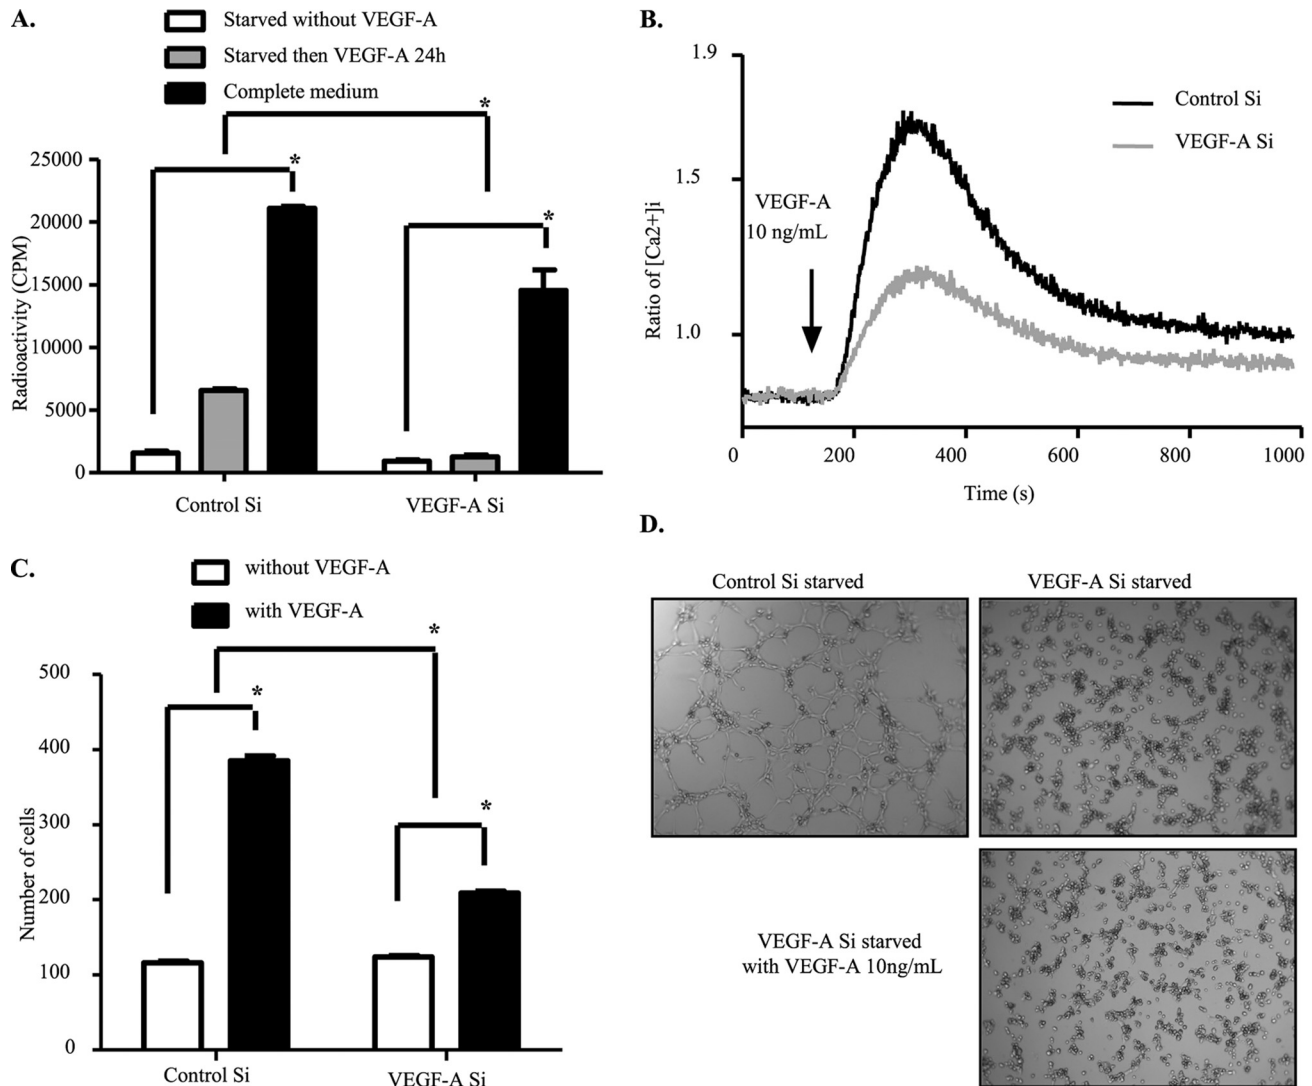 A.
Starved without VEGF-A
Starved then VEGF-A 24h
Complete medium
*
*
*
25000
20000
15000
10000
5000
0
Radioactivity (CPM)
Control Si
VEGF-A Si
B.
1.9
1.5
1.0
Ratio of [Ca2+]i
Control Si
VEGF-A Si
VEGF-A
10 ng/mL
0
200
400
600
800
1000
Time (s)
C.
without VEGF-A
with VEGF-A
*
*
*
500
400
300
200
100
0
Number of cells
Control Si
VEGF-A Si
D.
Control Si starved
VEGF-A Si starved
VEGF-A Si starved
with VEGF-A 10ng/mL